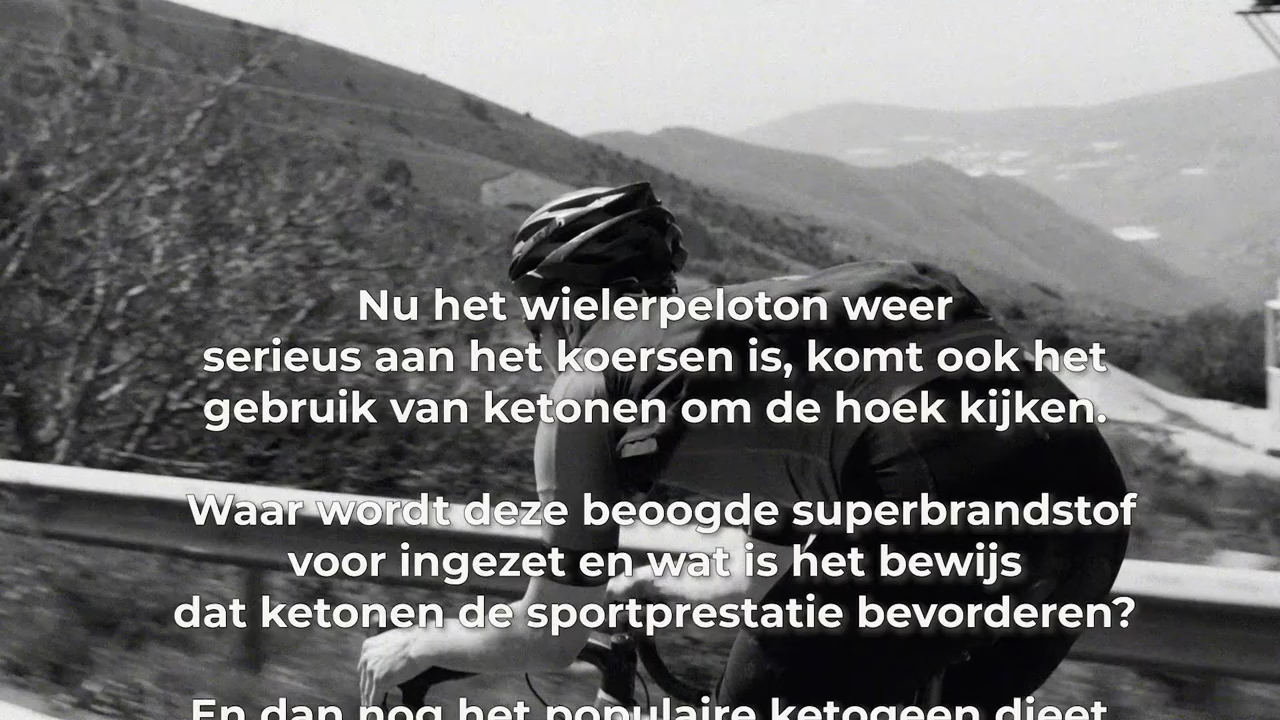 Nu het wielerpeloton weer
serieus aan het koersen is, komt ook het
gebruik van ketonen om de hoek kijken.
Waar wordt deze beoogde superbrandstof
voor ingezet en wat is het bewijs
dat ketonen de sportprestatie bevorderen?
En dan nog het populaire ketogeen dieet